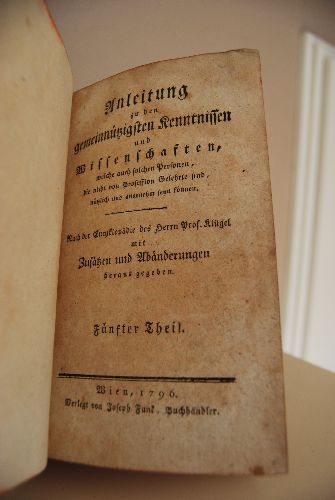 Anleitung
zu den
gemeinnützigsten Kenntnissen
und
Wissenschaften,
welche auch solchen Personen,
die nicht von Profession Gelehrte sind,
nützlich und angenehm seyn können.
Nach der Encyklopädie des Herrn Prof. Klügel
mit
Zusätzen und Abänderungen
heraus gegeben.
Fünfter Theil.
Wien, 1796.
Verlegt von Joseph Funk, Buchhändler.